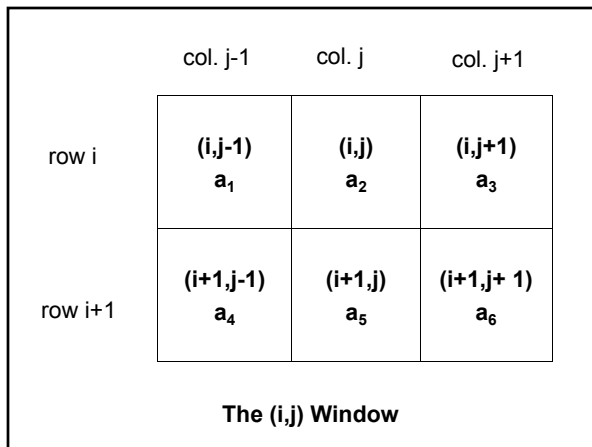 col. j-1 col. j col. j+1
row i
(i,j-1) (i,j) (i,j+1)
a₁ a₂ a₃
row i+1
(i+1,j-1) (i+1,j) (i+1,j+ 1)
a₄ a₅ a₆
The (i,j) Window